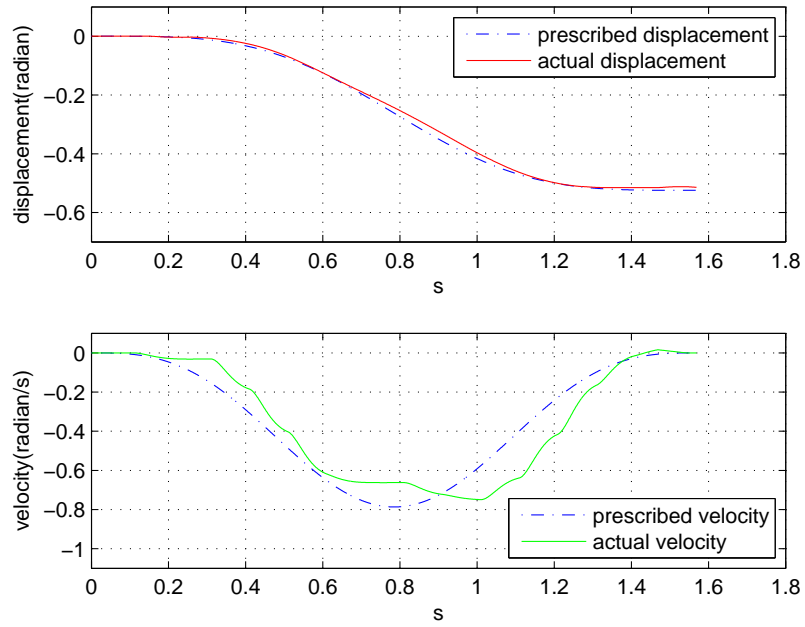 0
−0.2
−0.4
−0.6
displacement(radian)
prescribed displacement
actual displacement
0 0.2 0.4 0.6 0.8 1 1.2 1.4 1.6 1.8
s
0
−0.2
−0.4
−0.6
−0.8
−1
velocity(radian/s)
prescribed velocity
actual velocity
0 0.2 0.4 0.6 0.8 1 1.2 1.4 1.6 1.8
s